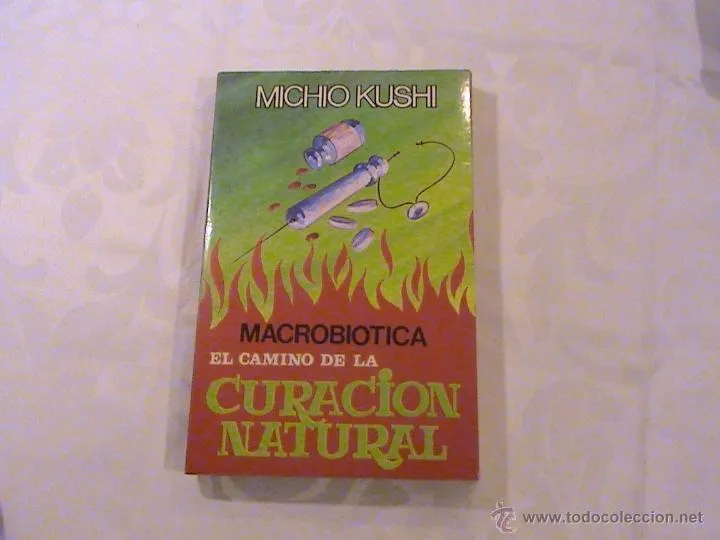 MICHIO KUSHI
MACROBIOTICA
EL CAMINO DE LA
CURACION
NATURAL
© www.todocoleccion.net